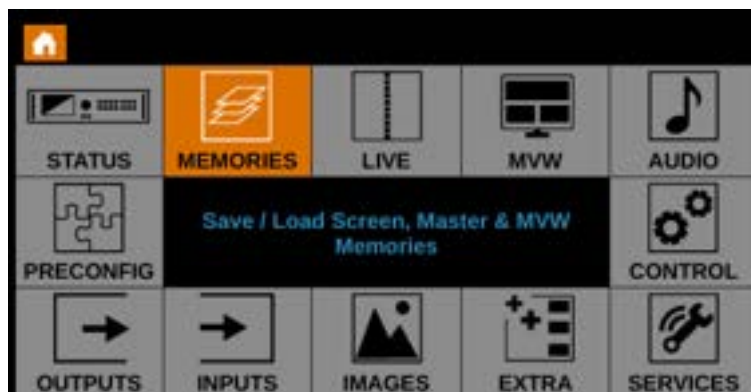 STATUS
MEMORIES
LIVE
MVW
AUDIO
PRECONFIG
Save / Load Screen, Master & MVW
Memories
CONTROL
OUTPUTS
INPUTS
IMAGES
EXTRA
SERVICES